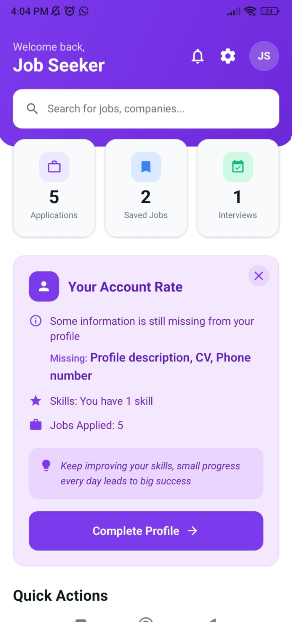 4:04 PM
24
Welcome back,
Job Seeker
JS
Search for jobs, companies...
5
2
1
Applications
Saved Jobs
Interviews
Your Account Rate
Some information is still missing from your
profile
Missing: Profile description, CV, Phone
number
Skills: You have 1 skill
Jobs Applied: 5
Keep improving your skills, small progress
every day leads to big success
Complete Profile →
Quick Actions